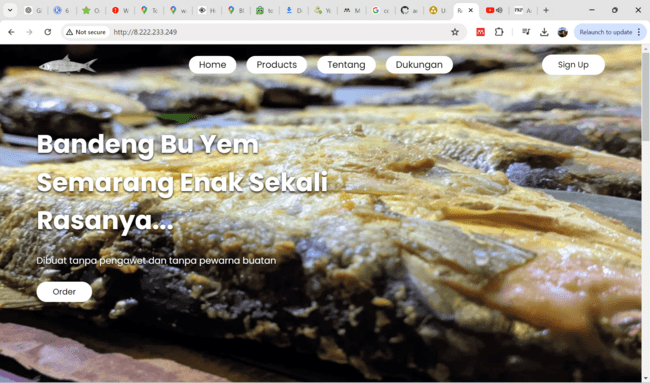 Not secure
http://8.222.233.249
Relaunch to update
Home
Products
Tentang
Dukungan
Sign Up
Bandeng Bu Yem
Semarang Enak Sekali
Rasanya...
Dibuat tanpa pengawet dan tanpa pewarna buatan
Order